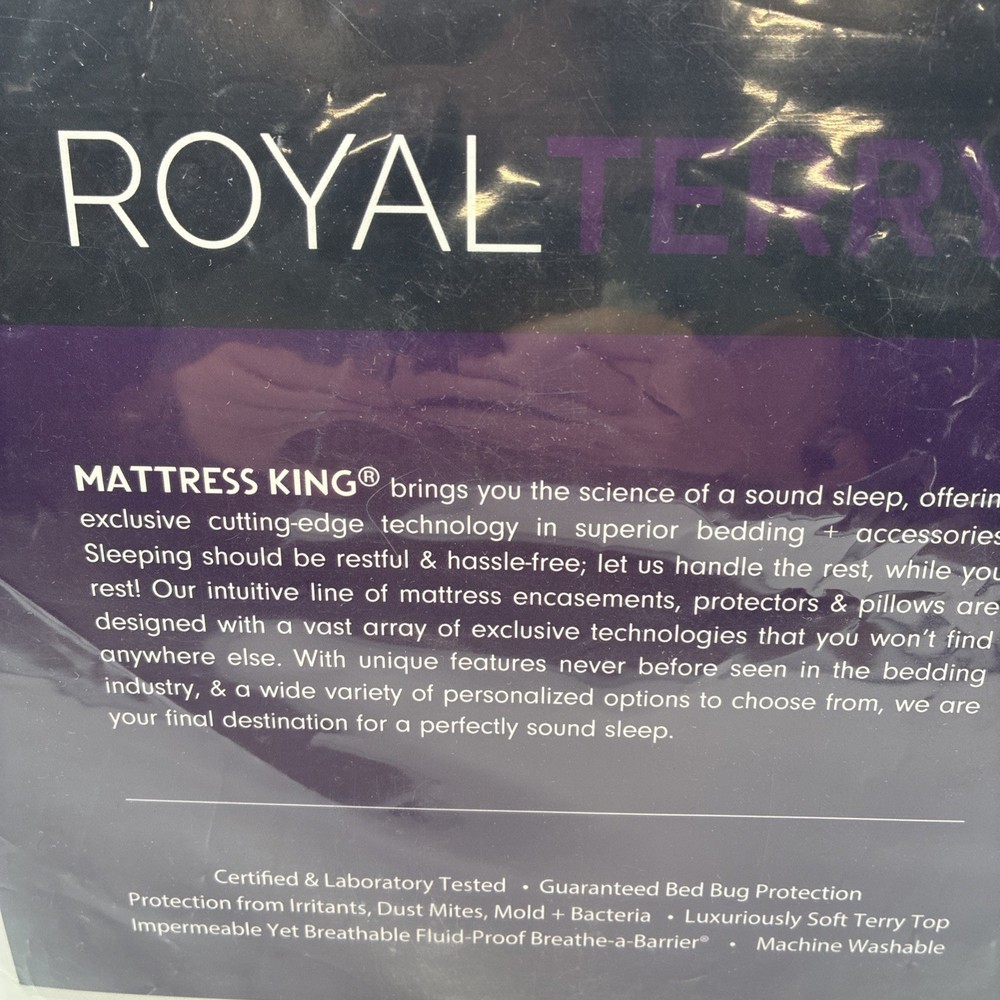 ROYAL TERRY
MATTRESS KING® brings you the science of a sound sleep, offerin
exclusive cutting-edge technology in superior bedding + accessories
Sleeping should be restful & hassle-free; let us handle the rest, while you
rest! Our intuitive line of mattress encasements, protectors & pillows are
designed with a vast array of exclusive technologies that you won't find
anywhere else. With unique features never before seen in the bedding
industry, & a wide variety of personalized options to choose from, we are
your final destination for a perfectly sound sleep.
Certified & Laboratory Tested • Guaranteed Bed Bug Protection
Protection from Irritants, Dust Mites, Mold + Bacteria • Luxuriously Soft Terry Top
Impermeable Yet Breathable Fluid-Proof Breathe-a-Barrier® • Machine Washable